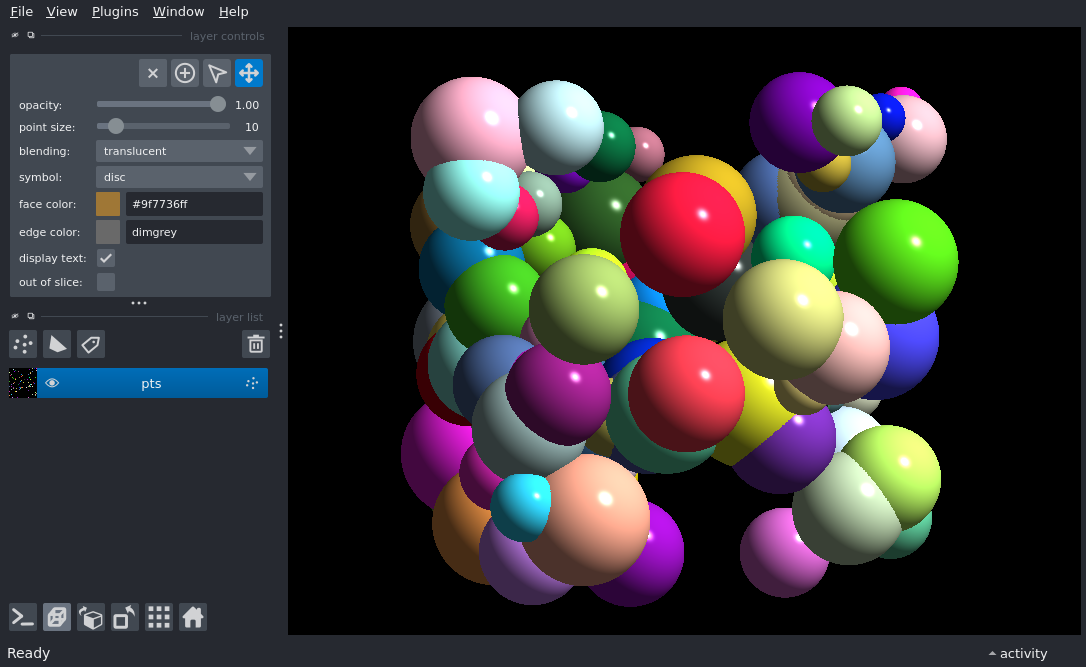 File View Plugins Window Help
layer controls
opacity: 1.00
point size: 10
blending: translucent
symbol: disc
face color: #9f7736ff
edge color: dimgrey
display text:
out of slice:
layer list
pts
Ready activity